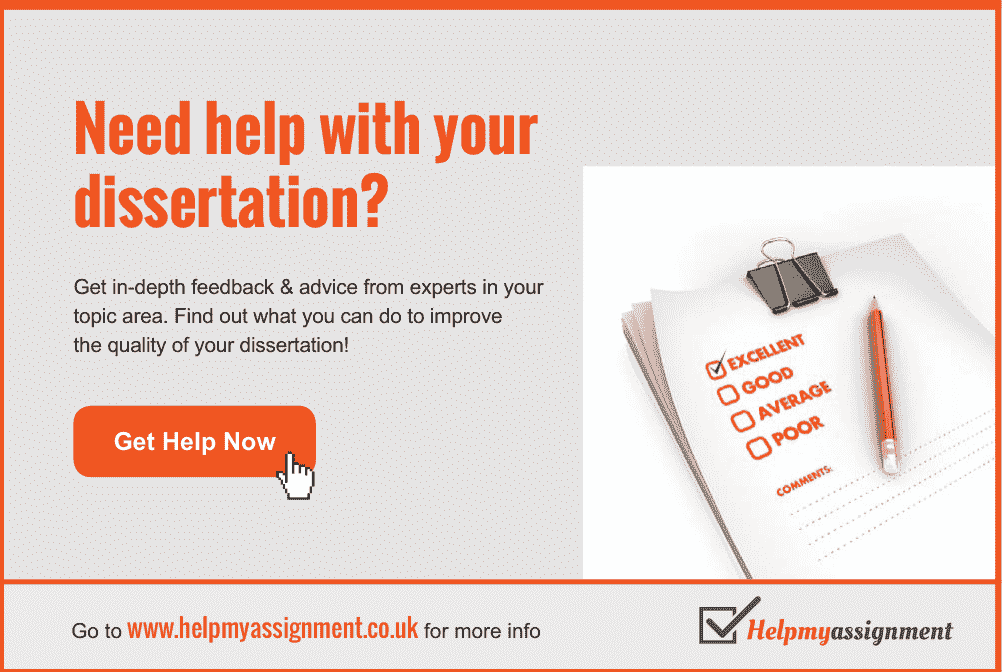 Need help with your
dissertation?
Get in-depth feedback & advice from experts in your
topic area. Find out what you can do to improve
the quality of your dissertation!
Get Help Now
EXCELLENT
GOOD
AVERAGE
POOR
COMMENTS:
Go to www.helpmyassignment.co.uk for more info
Helpmyassignment